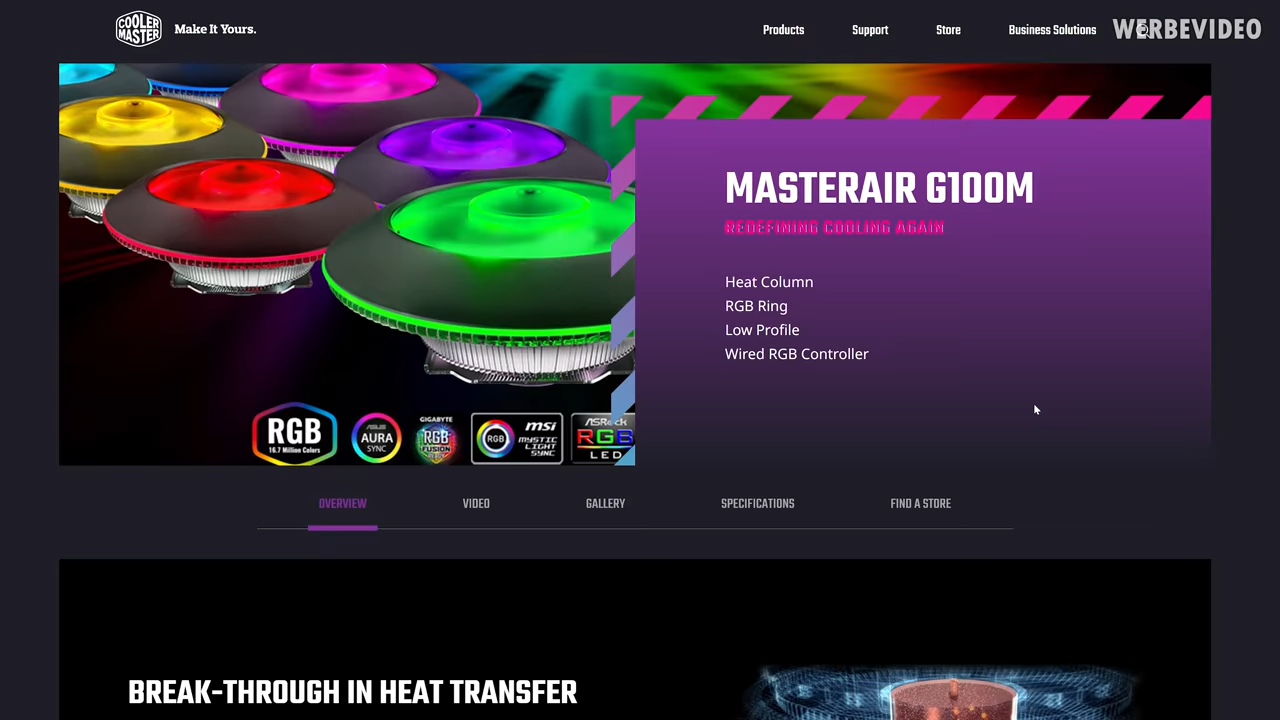 COOLER MASTER
Make It Yours.
Products
Support
Store
Business Solutions
WERBEVIDEO
MASTERAIR G100M
REDEFINING COOLING AGAIN
Heat Column
RGB Ring
Low Profile
Wired RGB Controller
RGB
16.7 Million Colors
ASUS
AURA
SYNC
GIGABYTE
RGB
FUSION
RGB
msi
MYSTIC
LIGHT
SYNC
ASRock
RGB
LED
OVERVIEW
VIDEO
GALLERY
SPECIFICATIONS
FIND A STORE
BREAK-THROUGH IN HEAT TRANSFER